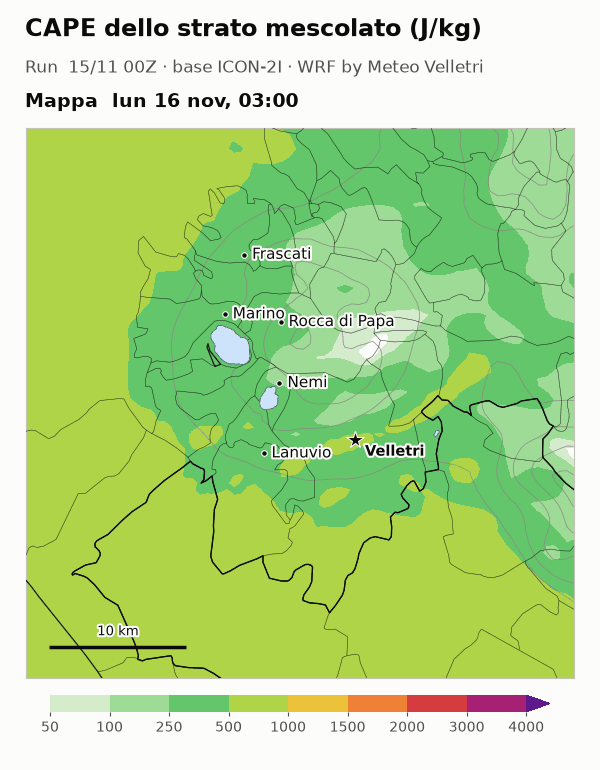 CAPE dello strato mescolato (J/kg)
Run  15/11 00Z · base ICON-2I · WRF by Meteo Velletri
Mappa  lun 16 nov, 03:00
Frascati
Marino
Rocca di Papa
Nemi
Velletri
Lanuvio
10 km
50 100 250 500 1000 1500 2000 3000 4000